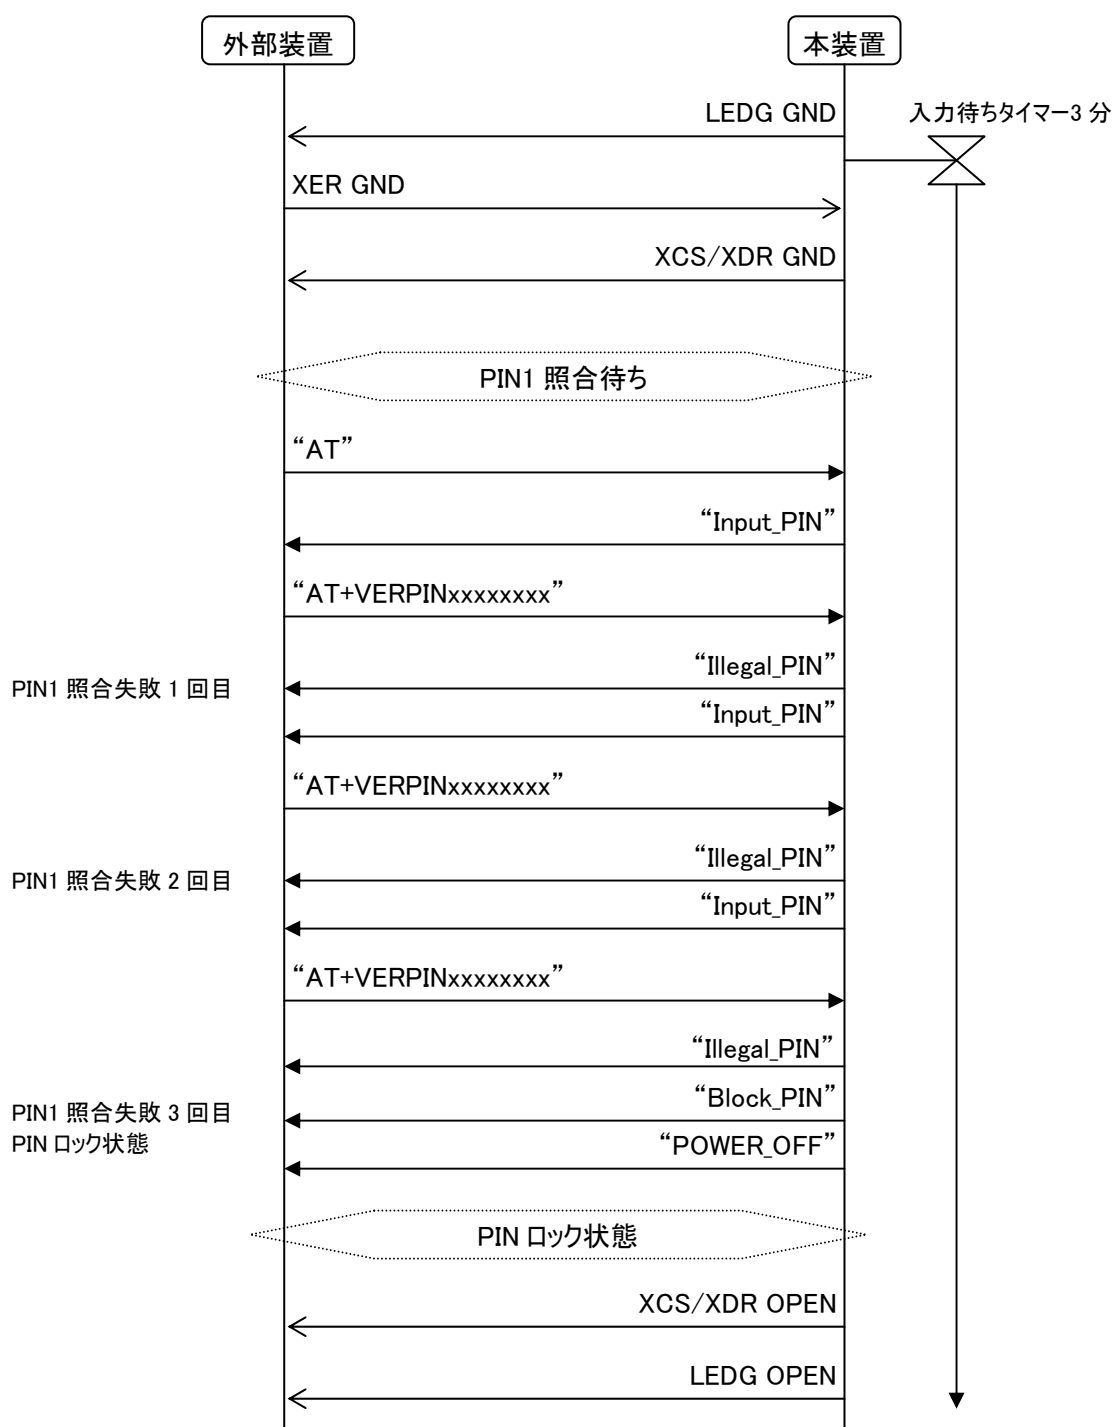 外部装置
本装置
LEDG GND
入力待ちタイマー3 分
XER GND
XCS/XDR GND
PIN1 照合待ち
“AT”
“Input_PIN”
“AT+VERPINxxxxxxxx”
“Illegal_PIN”
PIN1 照合失敗 1 回目
“Input_PIN”
“AT+VERPINxxxxxxxx”
“Illegal_PIN”
PIN1 照合失敗 2 回目
“Input_PIN”
“AT+VERPINxxxxxxxx”
“Illegal_PIN”
“Block_PIN”
PIN1 照合失敗 3 回目
PIN ロック状態
“POWER_OFF”
PIN ロック状態
XCS/XDR OPEN
LEDG OPEN